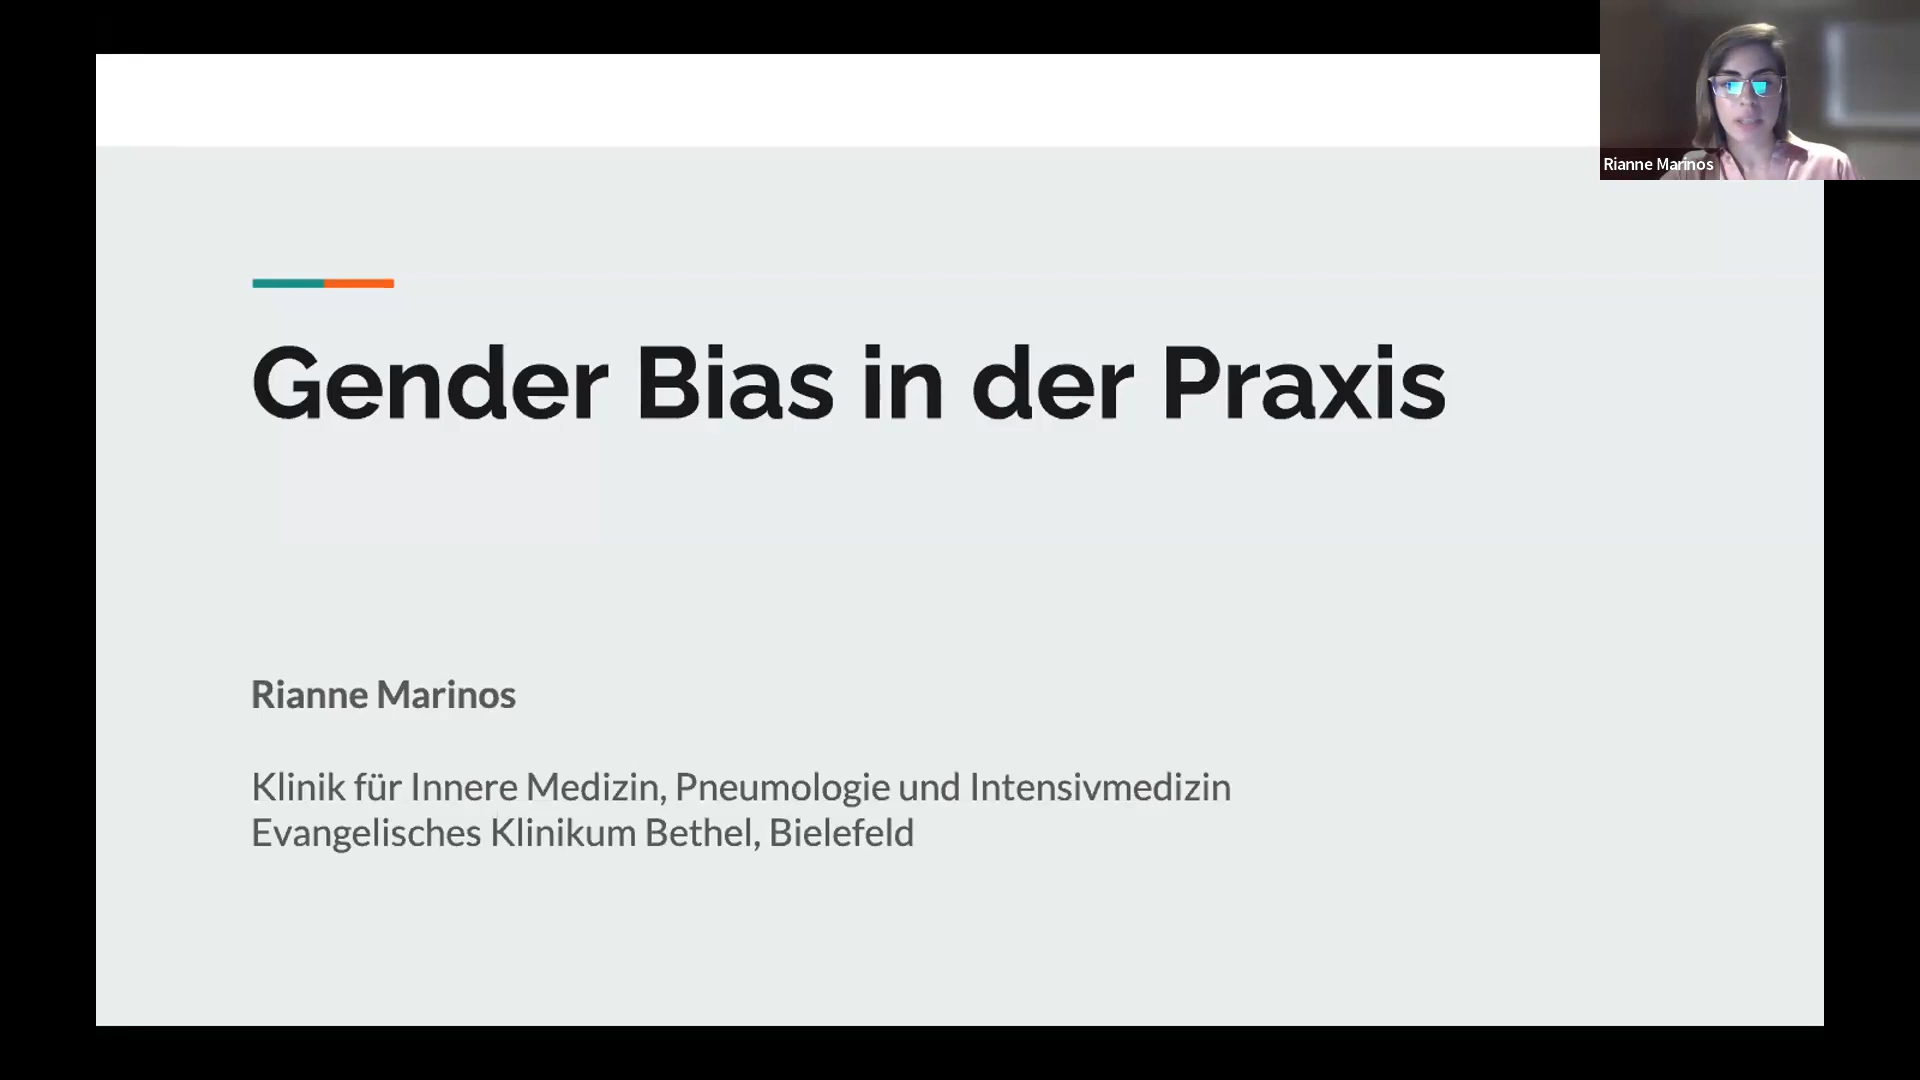 Rianne Marinos
Gender Bias in der Praxis
Rianne Marinos
Klinik für Innere Medizin, Pneumologie und Intensivmedizin
Evangelisches Klinikum Bethel, Bielefeld